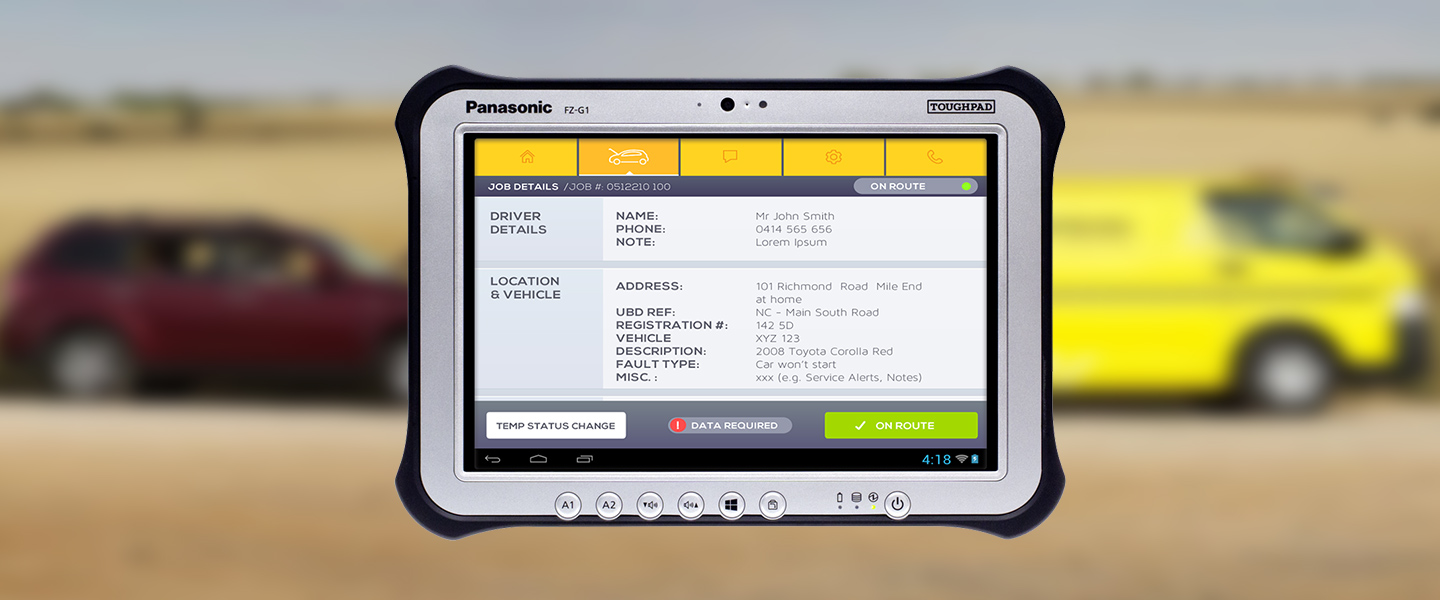 Panasonic FZ-G1 TOUGHPAD
JOB DETAILS /JOB #: 0512210 100 ON ROUTE
DRIVER DETAILS
NAME: Mr John Smith
PHONE: 0414 565 656
NOTE: Lorem Ipsum
LOCATION & VEHICLE
ADDRESS: 101 Richmond Road Mile End
at home
UBD REF: NC - Main South Road
REGISTRATION #: 142 5D
VEHICLE XYZ 123
DESCRIPTION: 2008 Toyota Corolla Red
FAULT TYPE: Car won't start
MISC. : xxx (e.g. Service Alerts, Notes)
TEMP STATUS CHANGE ! DATA REQUIRED ON ROUTE
4:18
A1 A2